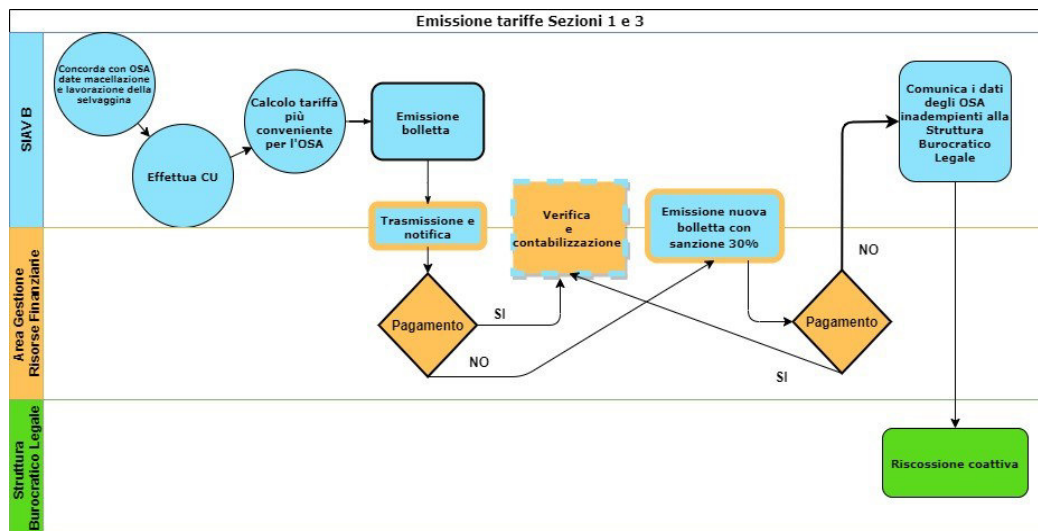 Emissione tariffe Sezioni 1 e 3
SIAV B
Concorda con OSA
date macellazione
e lavorazione della
selvaggina
Effettua CU
Calcolo tariffa
più
conveniente
per l'OSA
Emissione
bolletta
Trasmissione e
notifica
Verifica
e
contabilizzazione
Emissione nuova
bolletta con
sanzione 30%
Comunica i dati
degli OSA
inadempienti alla
Struttura
Burocratico
Legale
Area Gestione
Risorse Finanziarie
Pagamento
SI
NO
Pagamento
NO
SI
Struttura
Burocratico Legale
Riscossione coattiva